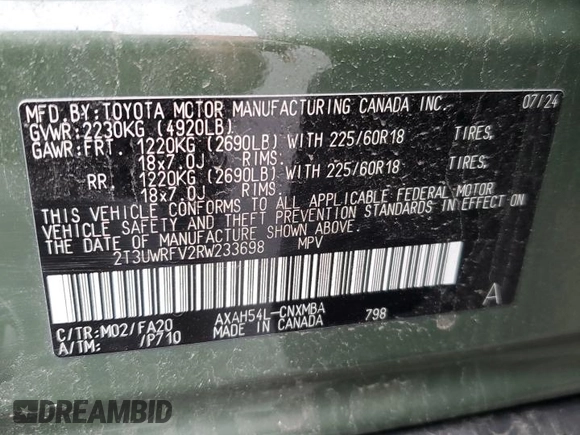 MFD.BY:TOYOTA MOTOR MANUFACTURING CANADA INC. 07/24
GVWR:2230KG (4920LB)
GAWR:FRT. 1220KG (2690LB) WITH 225/60R18 TIRES,
18x7.0J RIMS:
RR. 1220KG (2690LB) WITH 225/60R18 TIRES,
18x7.0J RIMS:
THIS VEHICLE CONFORMS TO ALL APPLICABLE FEDERAL MOTOR
VEHICLE SAFETY AND THEFT PREVENTION STANDARDS IN EFFECT ON
THE DATE OF MANUFACTURE SHOWN ABOVE.
2T3UWRFV2RW233698 MPV
A
C/TR:M02/FA20 AXAH54L-CNXMBA 798
A/TM: /P710 MADE IN CANADA
DREAMBID